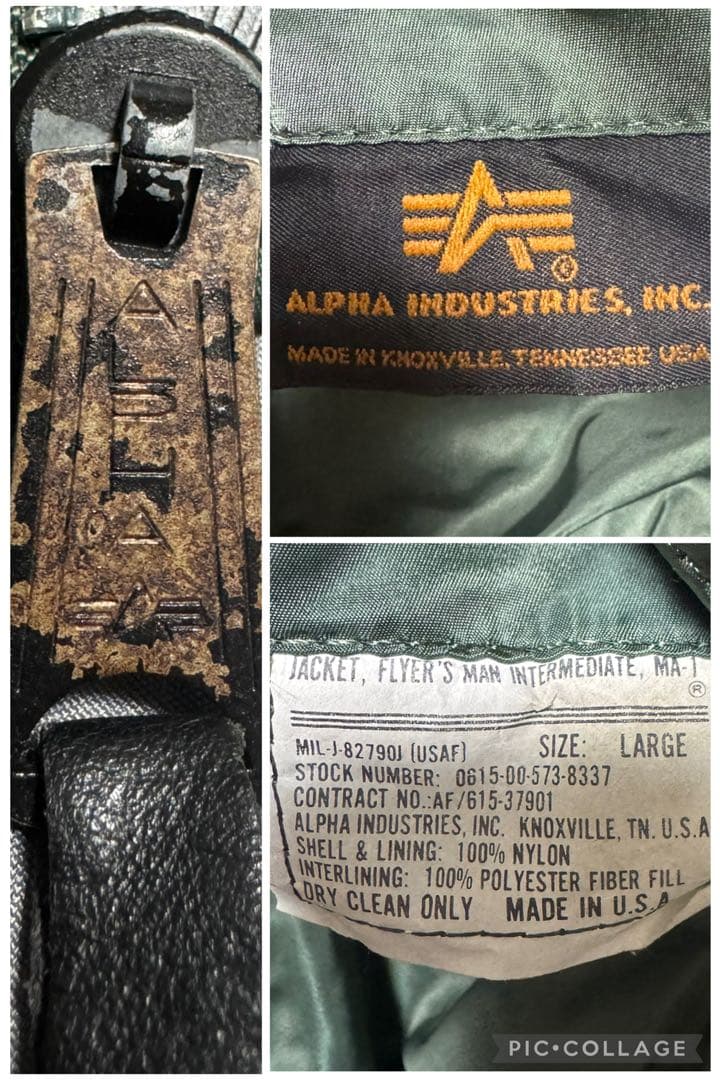 ALPHA
ALPHA INDUSTRIES, INC.
MADE IN KNOXVILLE, TENNESSEE USA
JACKET, FLYER'S MAN INTERMEDIATE, MA-1
®
MIL-J-82790J (USAF) SIZE: LARGE
STOCK NUMBER: 0615-00-573-8337
CONTRACT NO.:AF/615-37901
ALPHA INDUSTRIES, INC. KNOXVILLE, TN. U.S.A
SHELL & LINING: 100% NYLON
INTERLINING: 100% POLYESTER FIBER FILL
DRY CLEAN ONLY MADE IN U.S.A
PIC•COLLAGE